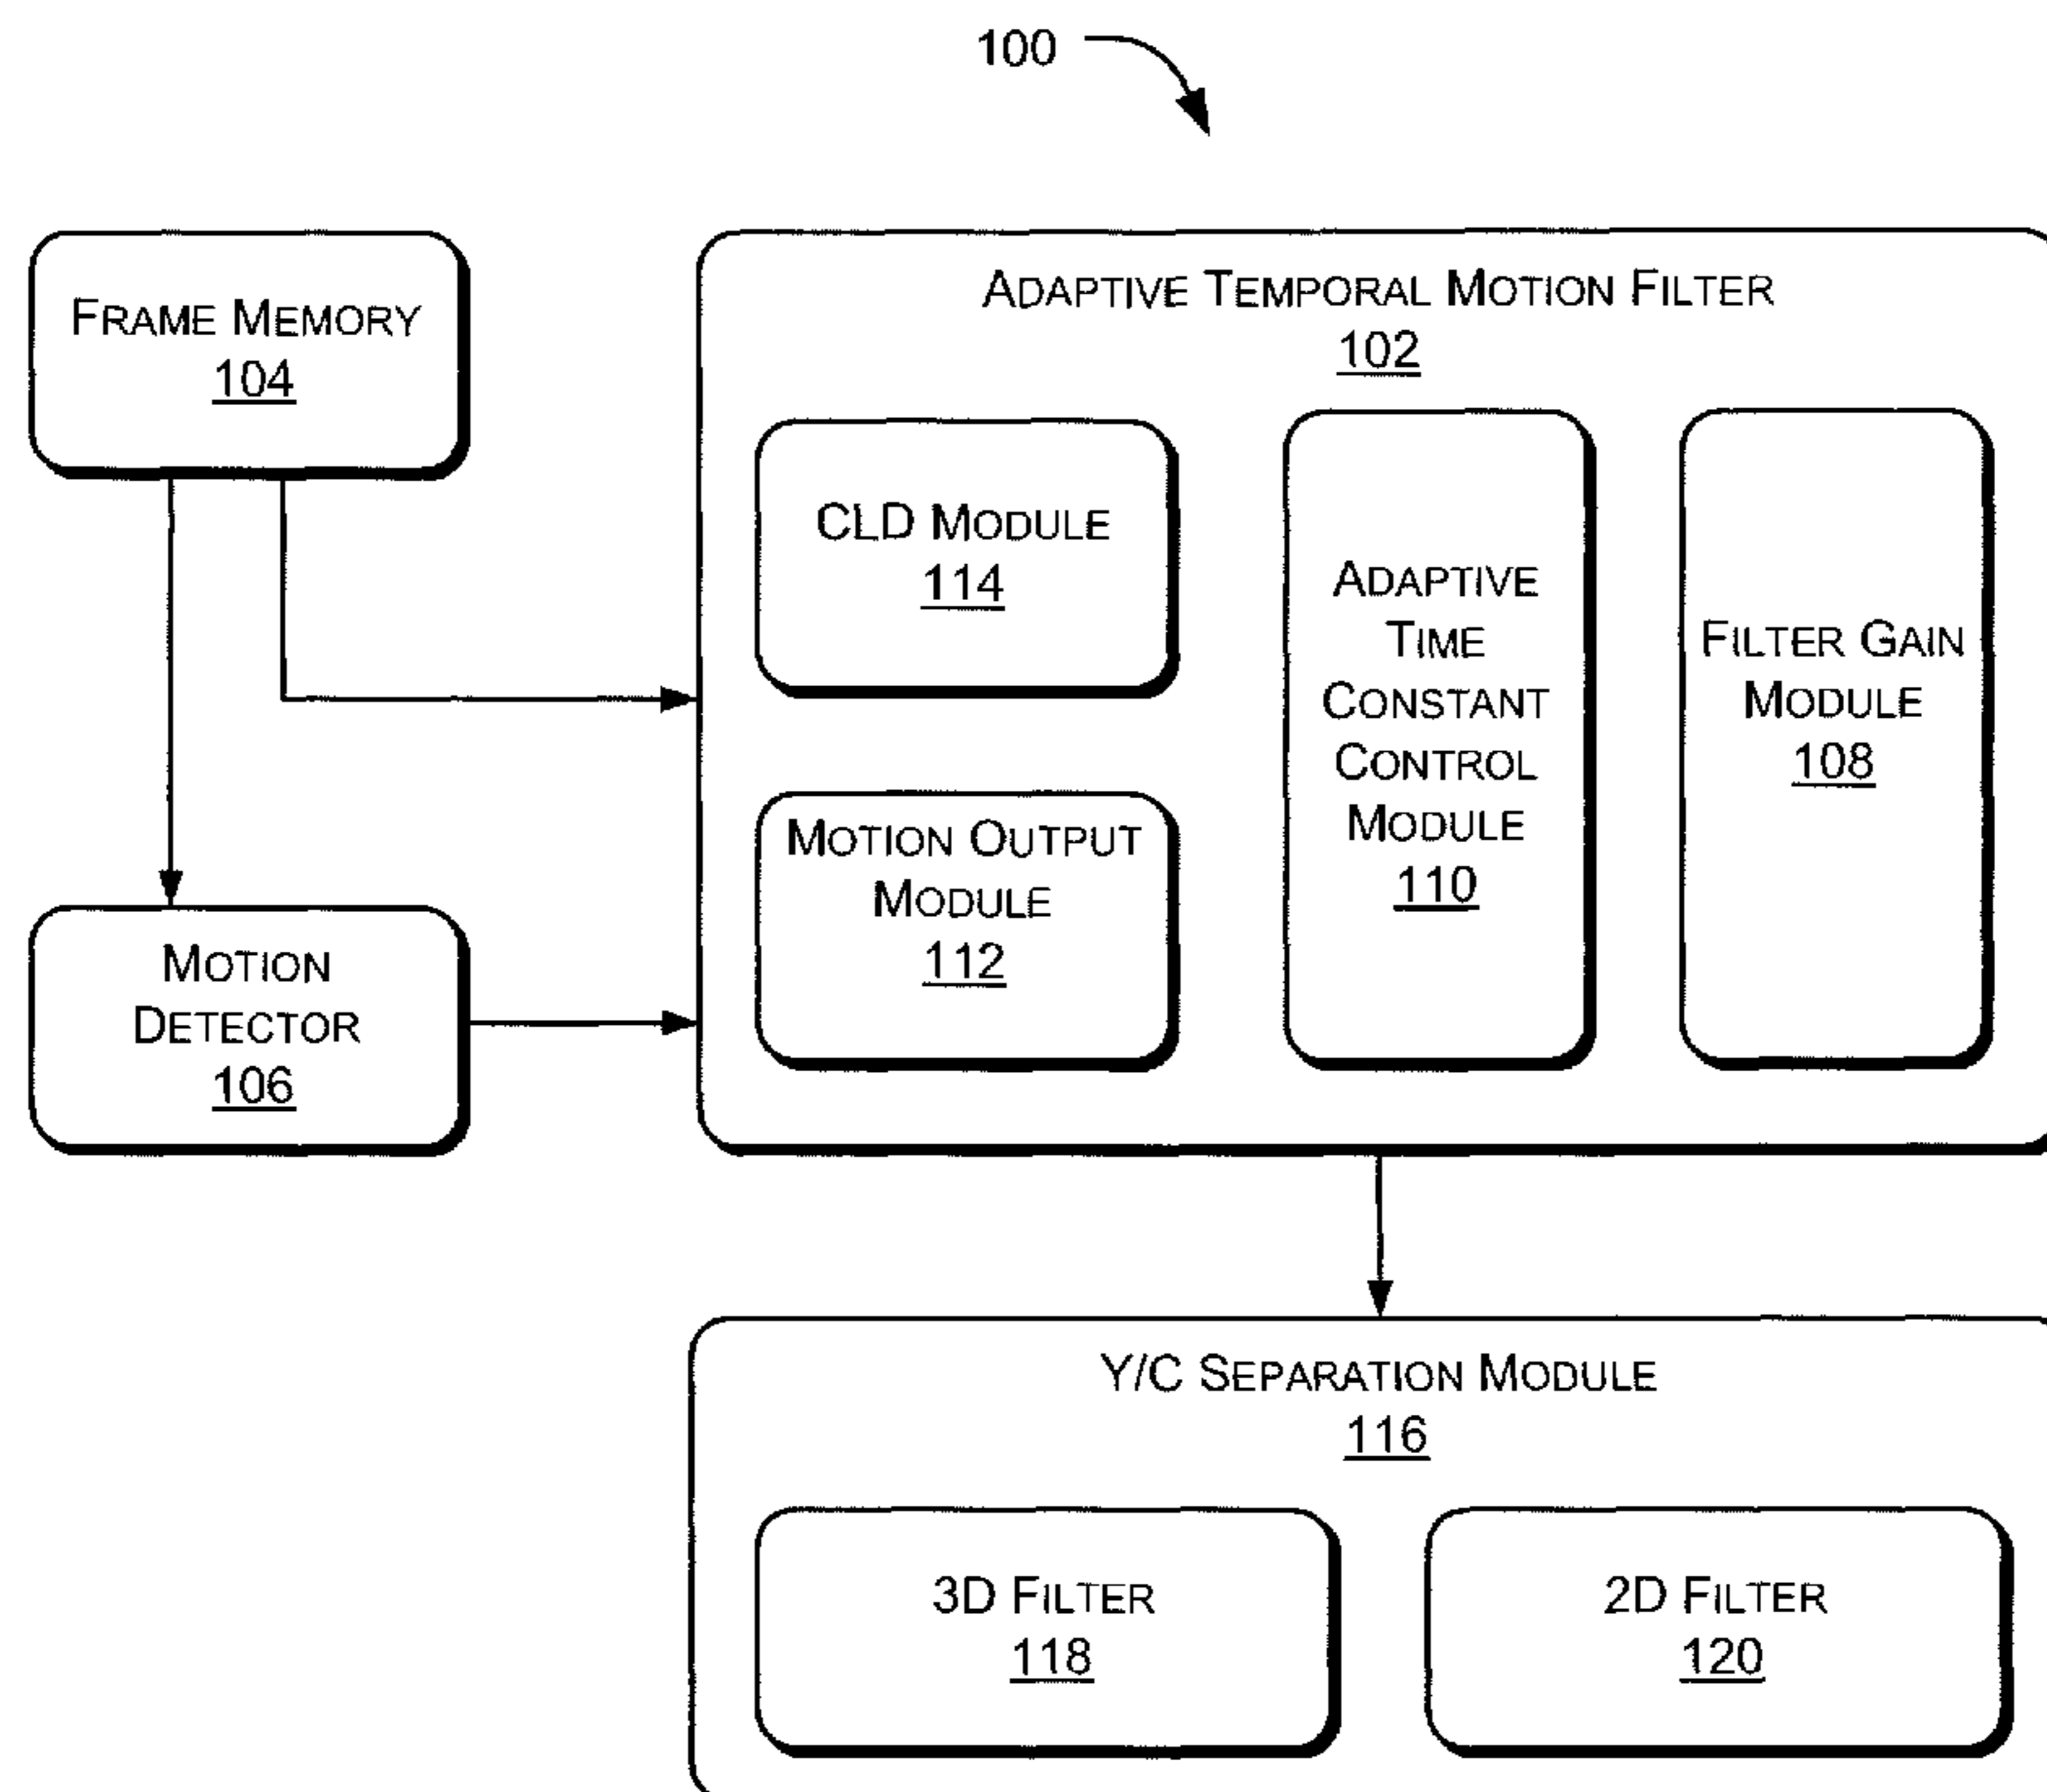 100
FRAME MEMORY
104
ADAPTIVE TEMPORAL MOTION FILTER
102
CLD MODULE
114
ADAPTIVE
TIME
CONSTANT
CONTROL
MODULE
110
FILTER GAIN
MODULE
108
MOTION OUTPUT
MODULE
112
MOTION
DETECTOR
106
Y/C SEPARATION MODULE
116
3D FILTER
118
2D FILTER
120